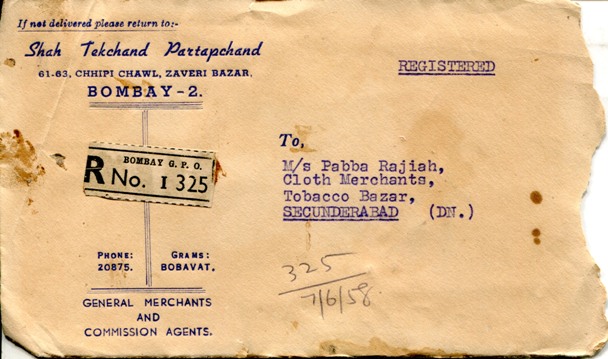 If not delivered please return to:-
Shah Tekchand Partapchand
61-63, CHHIPI CHAWL, ZAVERI BAZAR,
BOMBAY-2.
REGISTERED
R
BOMBAY G. P. O.
No. I 325
To,
M/s Pabba Rajiah,
Cloth Merchants,
Tobacco Bazar,
SECUNDERABAD (DN.)
PHONE:
20875.
GRAMS:
BOBAVAT.
325
7/6/58
GENERAL MERCHANTS
AND
COMMISSION AGENTS.